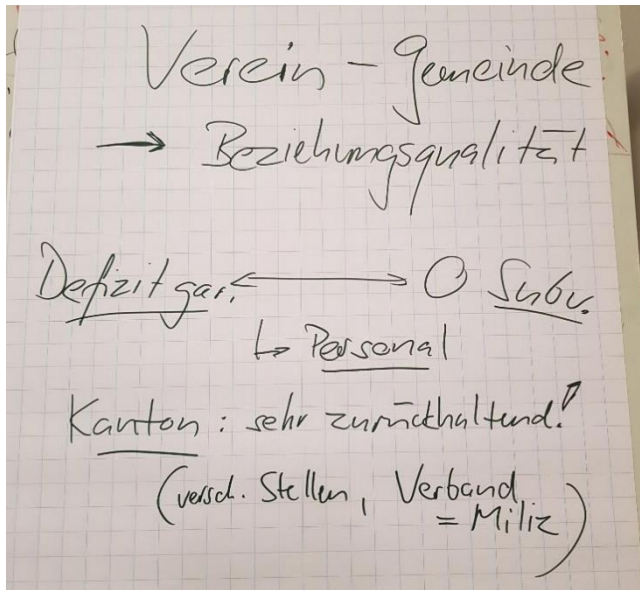 Verein - Gemeinde
→ Beziehungsqualität
Defizitgar. ↔ O Subv.
↳ Personal
Kanton : sehr zurückhaltend!
(versch. Stellen, Verband
= Miliz)